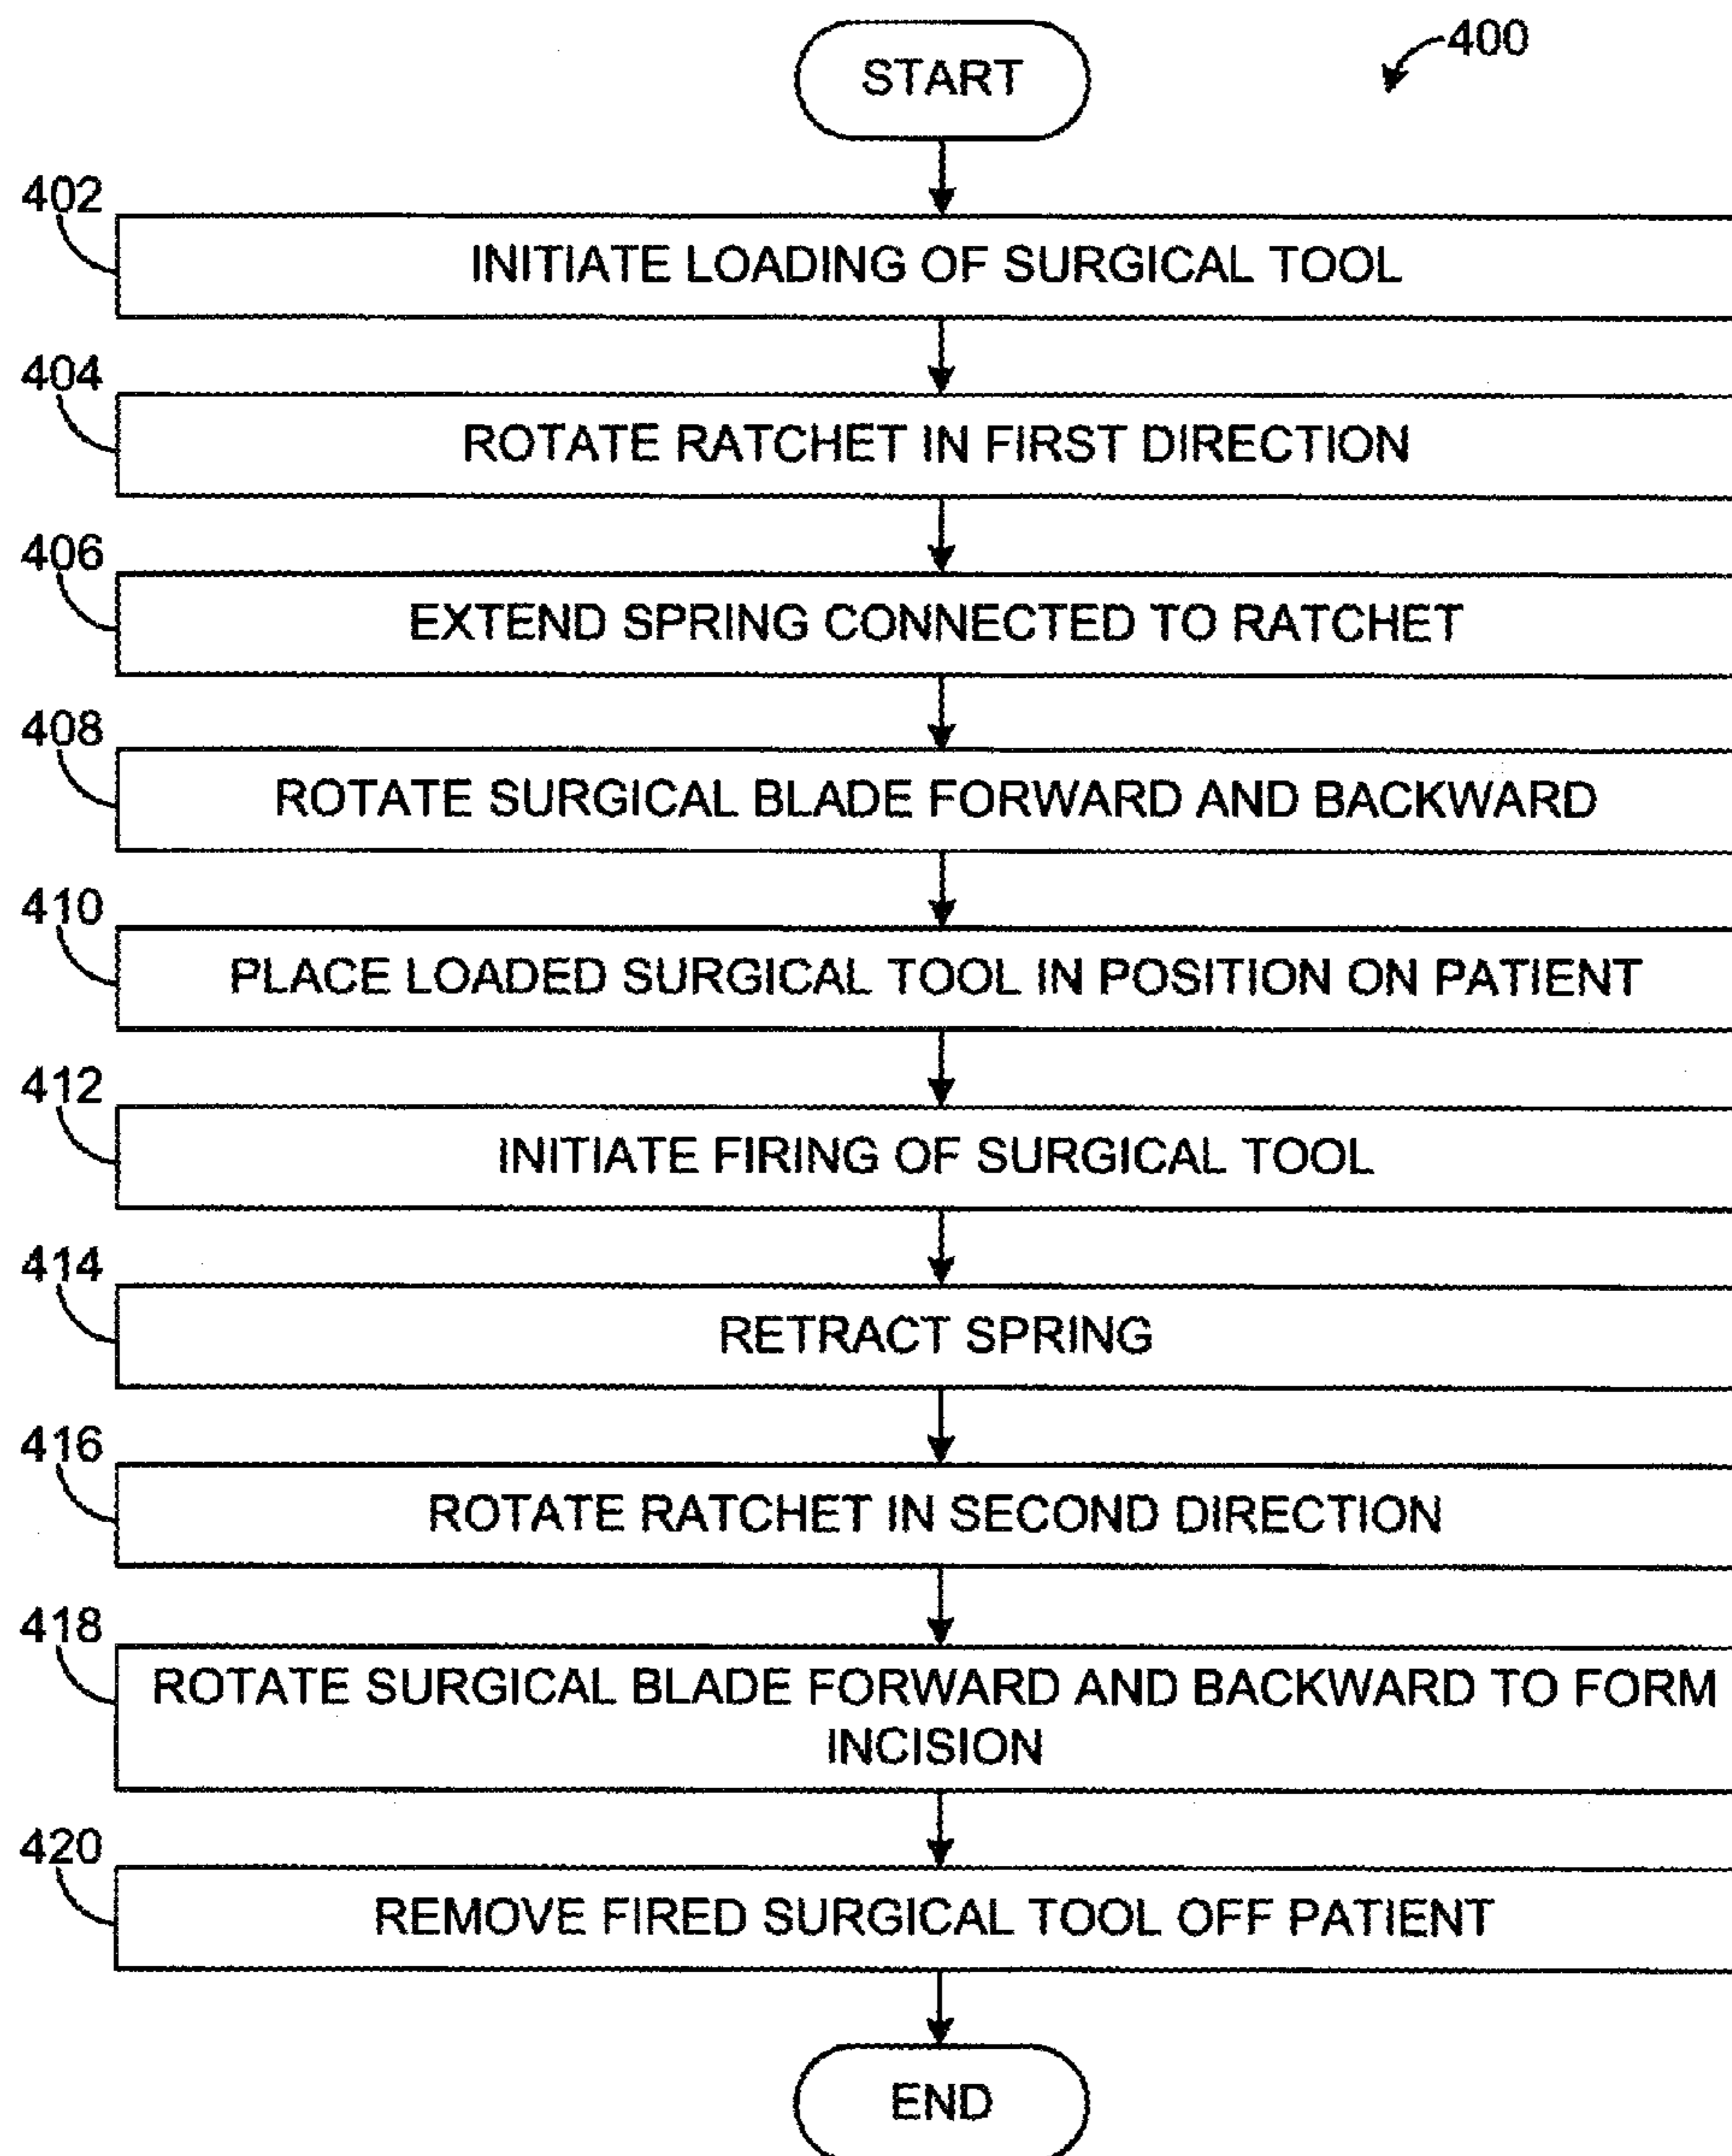 START
400
402
INITIATE LOADING OF SURGICAL TOOL
404
ROTATE RATCHET IN FIRST DIRECTION
406
EXTEND SPRING CONNECTED TO RATCHET
408
ROTATE SURGICAL BLADE FORWARD AND BACKWARD
410
PLACE LOADED SURGICAL TOOL IN POSITION ON PATIENT
412
INITIATE FIRING OF SURGICAL TOOL
414
RETRACT SPRING
416
ROTATE RATCHET IN SECOND DIRECTION
418
ROTATE SURGICAL BLADE FORWARD AND BACKWARD TO FORM
INCISION
420
REMOVE FIRED SURGICAL TOOL OFF PATIENT
END